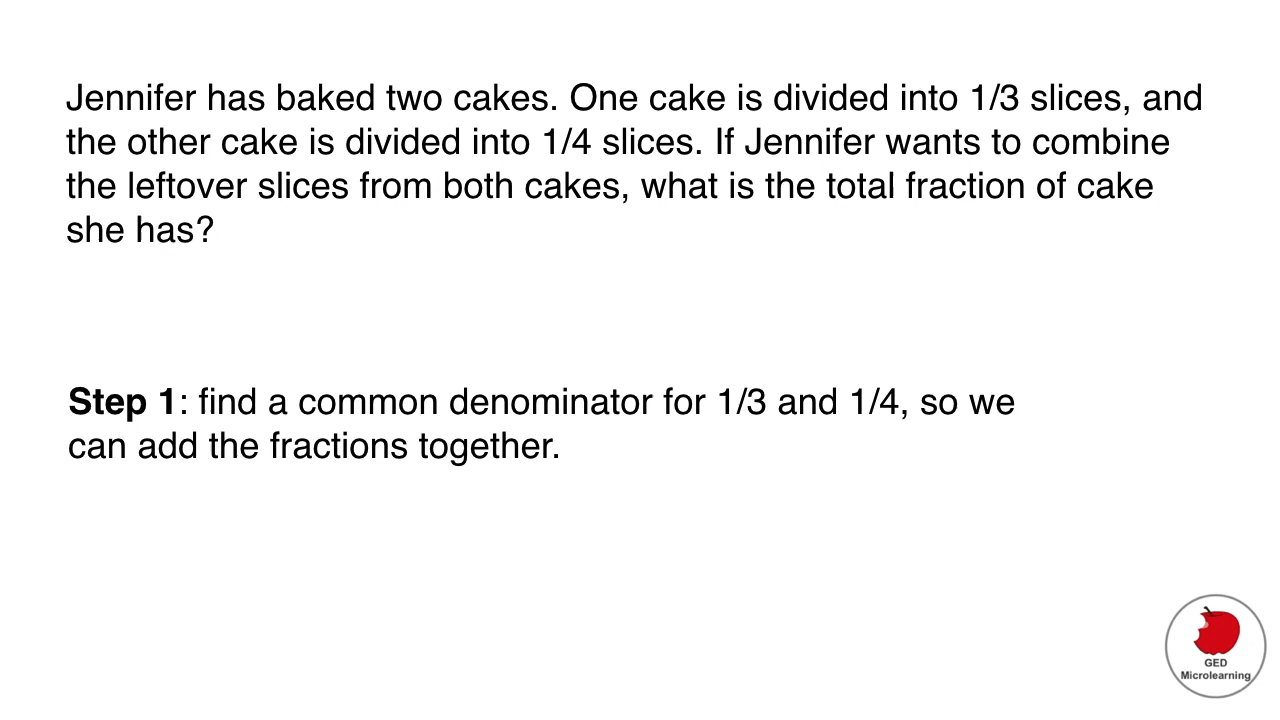 Jennifer has baked two cakes. One cake is divided into 1/3 slices, and
the other cake is divided into 1/4 slices. If Jennifer wants to combine
the leftover slices from both cakes, what is the total fraction of cake
she has?
Step 1: find a common denominator for 1/3 and 1/4, so we
can add the fractions together.
GED
Microlearning